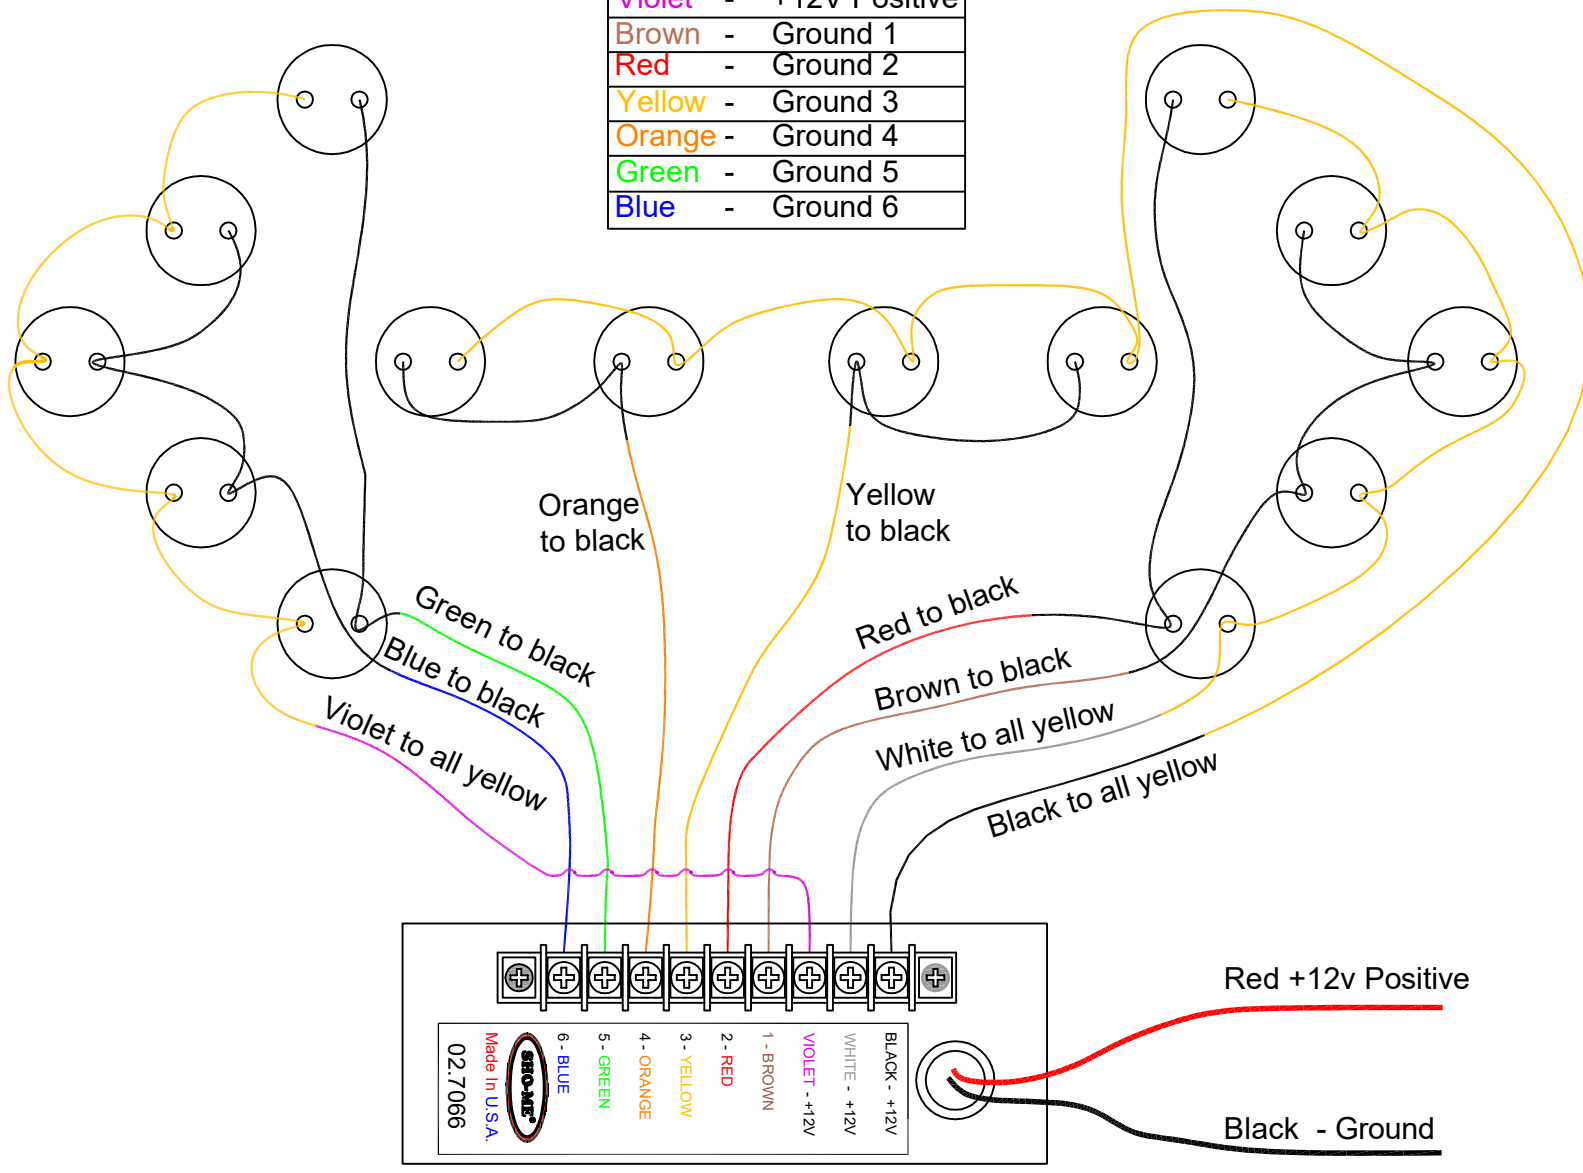 Violet - +12v Positive
Brown - Ground 1
Red - Ground 2
Yellow - Ground 3
Orange - Ground 4
Green - Ground 5
Blue - Ground 6
Orange
to black
Yellow
to black
Green to black
Blue to black
Violet to all yellow
Red to black
Brown to black
White to all yellow
Black to all yellow
Red +12v Positive
Black - Ground
02.7066
Made In U.S.A.
SHO-ME®
6 - BLUE
5 - GREEN
4 - ORANGE
3 - YELLOW
2 - RED
1 - BROWN
VIOLET - +12V
WHITE - +12V
BLACK - +12V